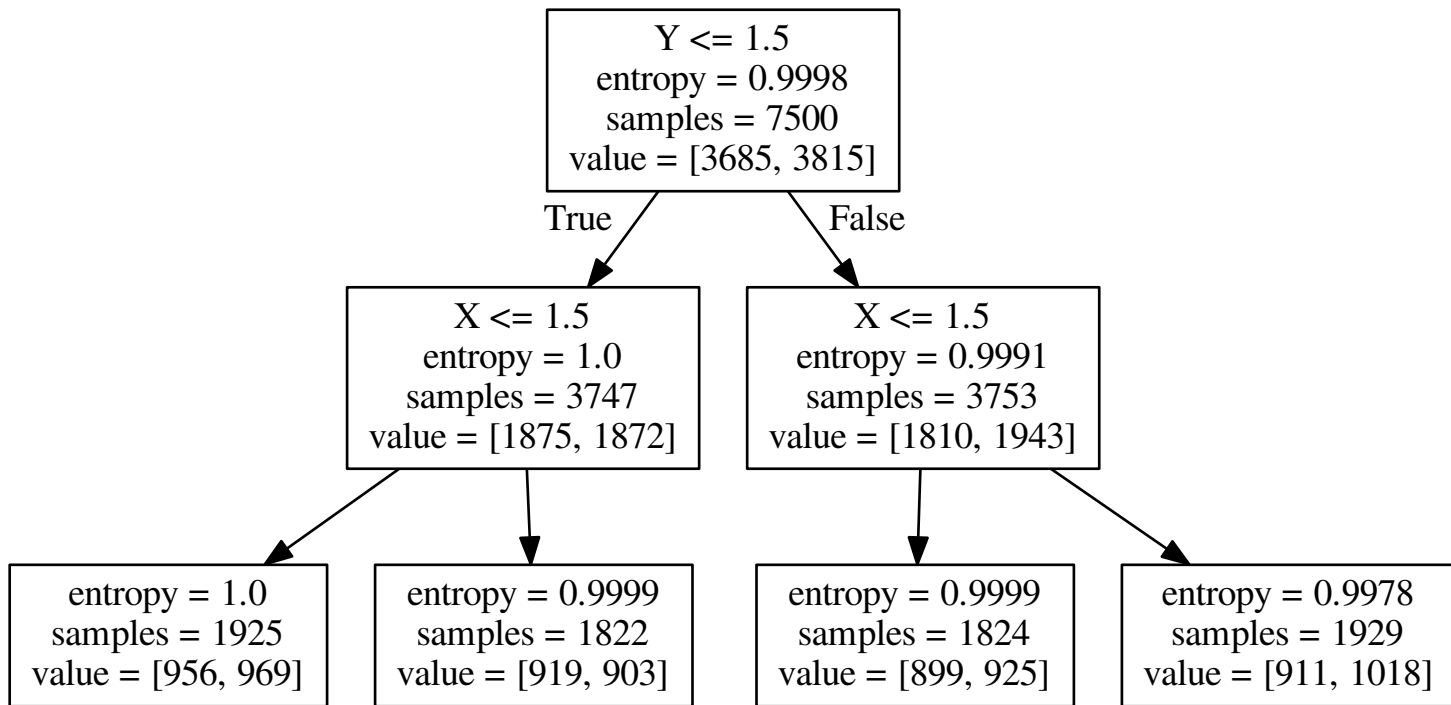 Y <= 1.5
entropy = 0.9998
samples = 7500
value = [3685, 3815]
True
False
X <= 1.5
entropy = 1.0
samples = 3747
value = [1875, 1872]
X <= 1.5
entropy = 0.9991
samples = 3753
value = [1810, 1943]
entropy = 1.0
samples = 1925
value = [956, 969]
entropy = 0.9999
samples = 1822
value = [919, 903]
entropy = 0.9999
samples = 1824
value = [899, 925]
entropy = 0.9978
samples = 1929
value = [911, 1018]